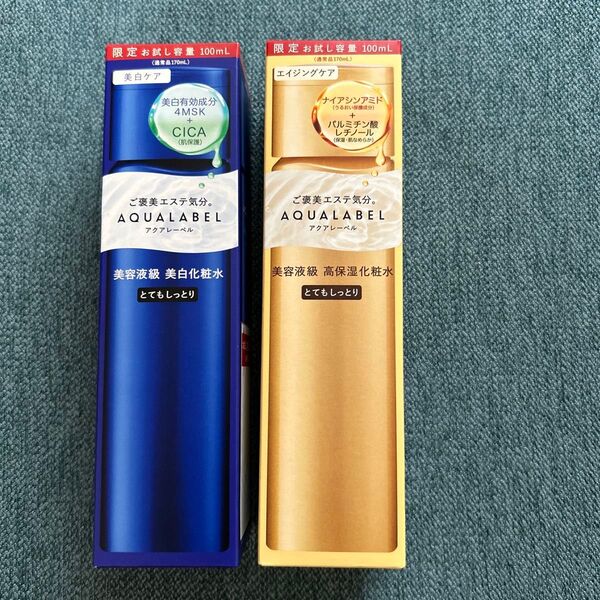 限定 お試し容量 100mL
(通常品170mL)
美白ケア
美白有効成分
4MSK
+
CICA
(肌保護)
ご褒美エステ気分。
AQUALABEL
アクアレーベル
美容液級 美白化粧水
とてもしっとり
限定 お試し容量 100mL
(通常品170mL)
エイジングケア
ナイアシンアミド
(うるおい保護成分)
+
パルミチン酸
レチノール
(保湿・肌なめらか)
ご褒美エステ気分。
AQUALABEL
アクアレーベル
美容液級 高保湿化粧水
とてもしっとり